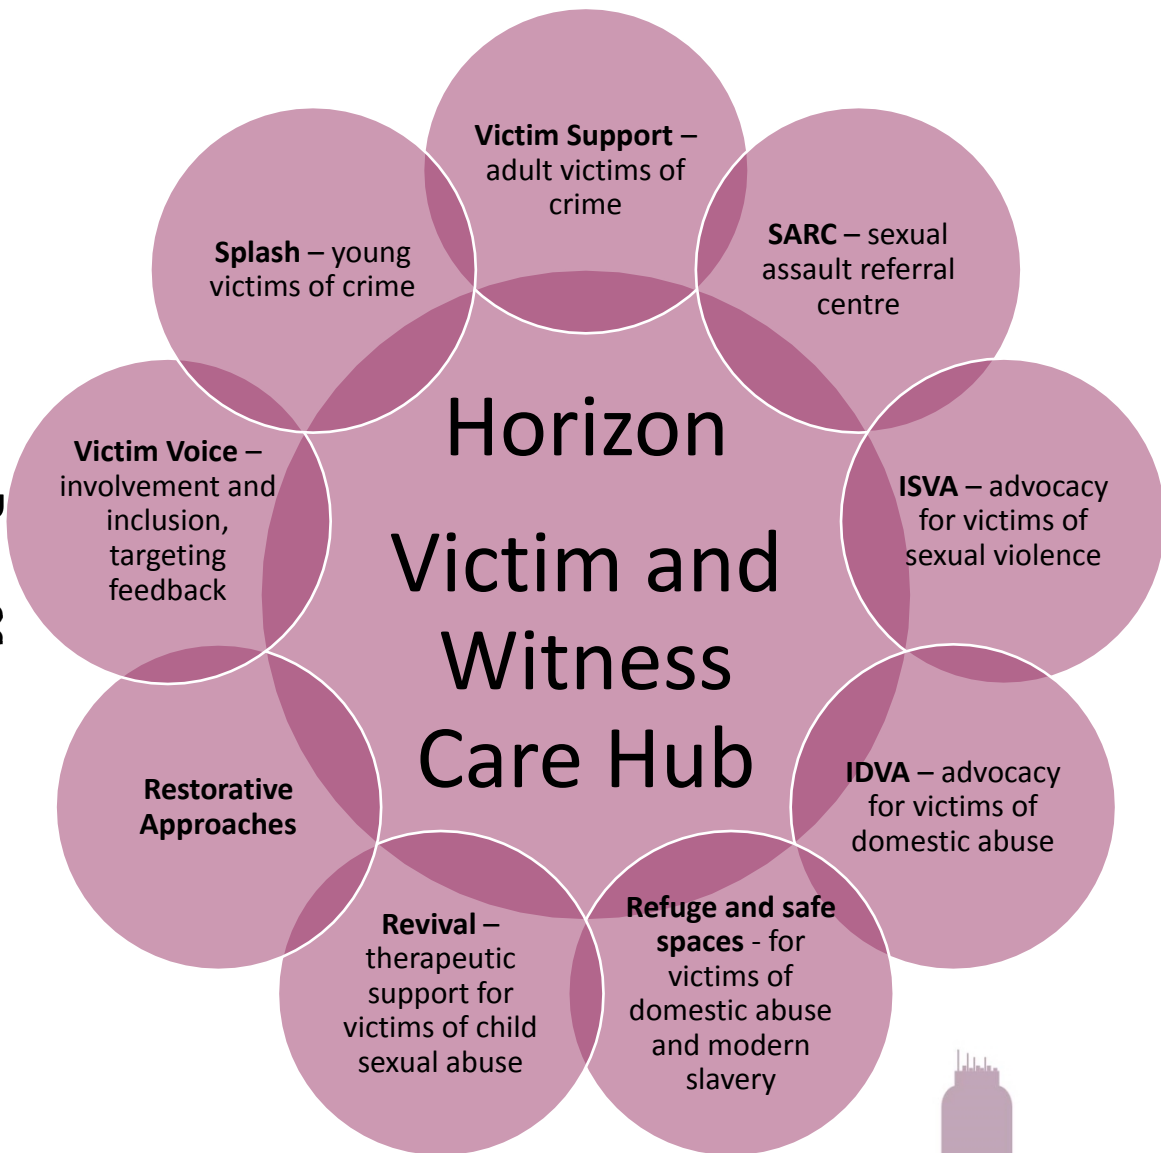 Victim Support –
adult victims of
crime
SARC – sexual
assault referral
centre
ISVA – advocacy
for victims of
sexual violence
IDVA – advocacy
for victims of
domestic abuse
Refuge and safe
spaces - for
victims of
domestic abuse
and modern
slavery
Revival –
therapeutic
support for
victims of child
sexual abuse
Restorative
Approaches
Victim Voice –
involvement and
inclusion,
targeting
feedback
Splash – young
victims of crime
Horizon
Victim and
Witness
Care Hub